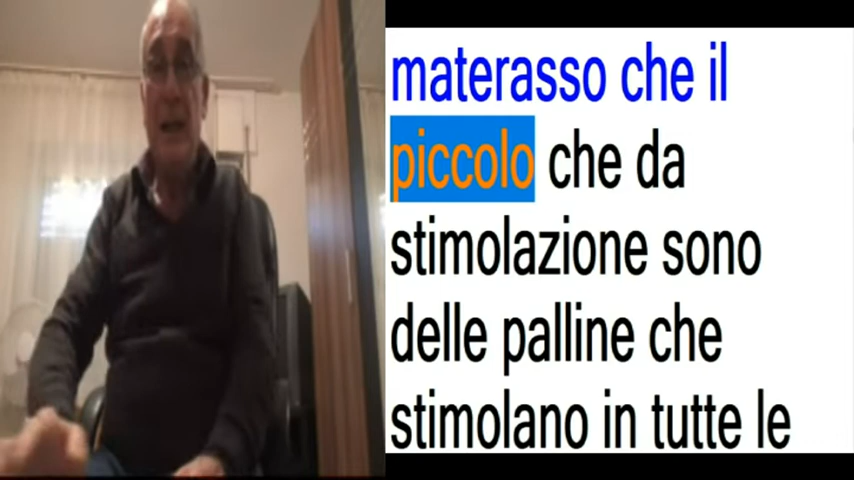 materasso che il
piccolo che da
stimolazione sono
delle palline che
stimolano in tutte le